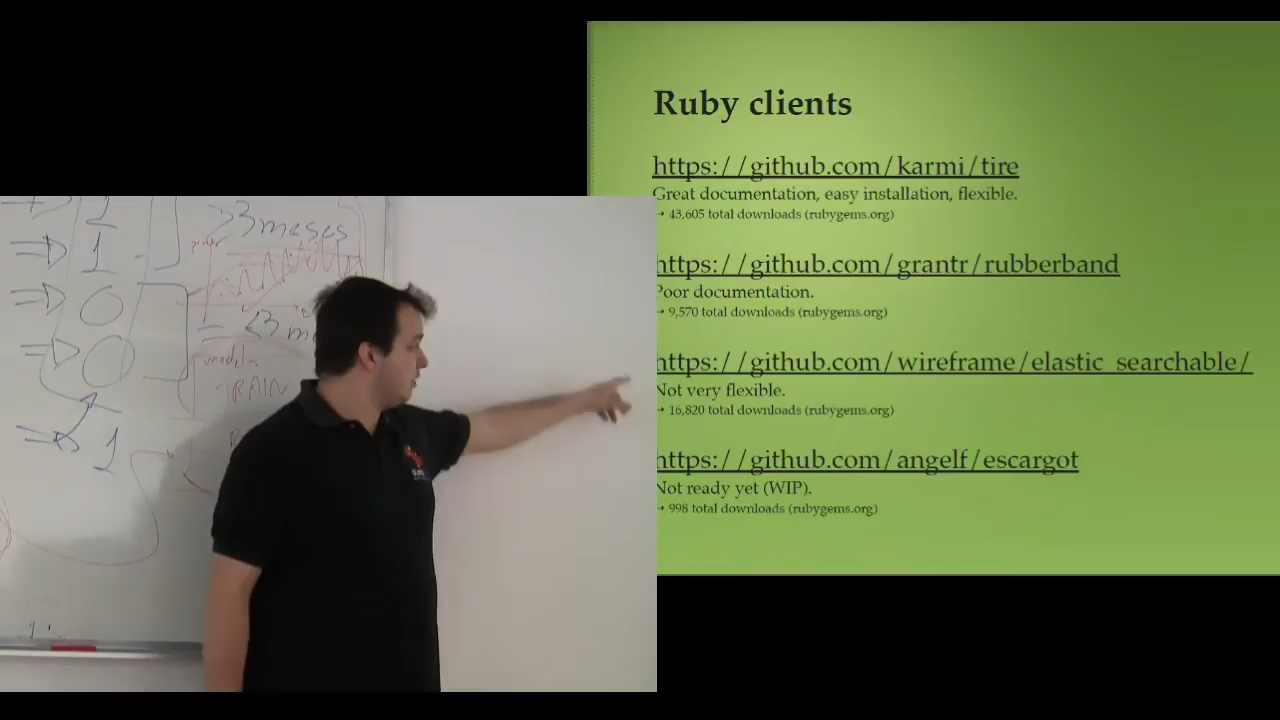 Ruby clients
https://github.com/karmi/tire
Great documentation, easy installation, flexible.
→ 43,605 total downloads (rubygems.org)
https://github.com/grantr/rubberband
Poor documentation.
→ 9,570 total downloads (rubygems.org)
https://github.com/wireframe/elastic_searchable/
Not very flexible.
→ 16,820 total downloads (rubygems.org)
https://github.com/angelf/escargot
Not ready yet (WIP).
→ 998 total downloads (rubygems.org)
>3 meses
⇒ 1
⇒ 0
⇒ 0
⇒ 1